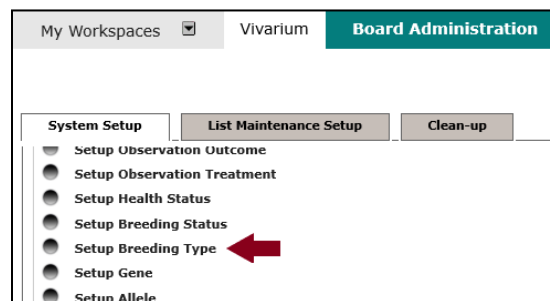 My Workspaces Vivarium Board Administration
System Setup List Maintenance Setup Clean-up
Setup Observation Outcome
Setup Observation Treatment
Setup Health Status
Setup Breeding Status
Setup Breeding Type
Setup Gene
Setup Allele